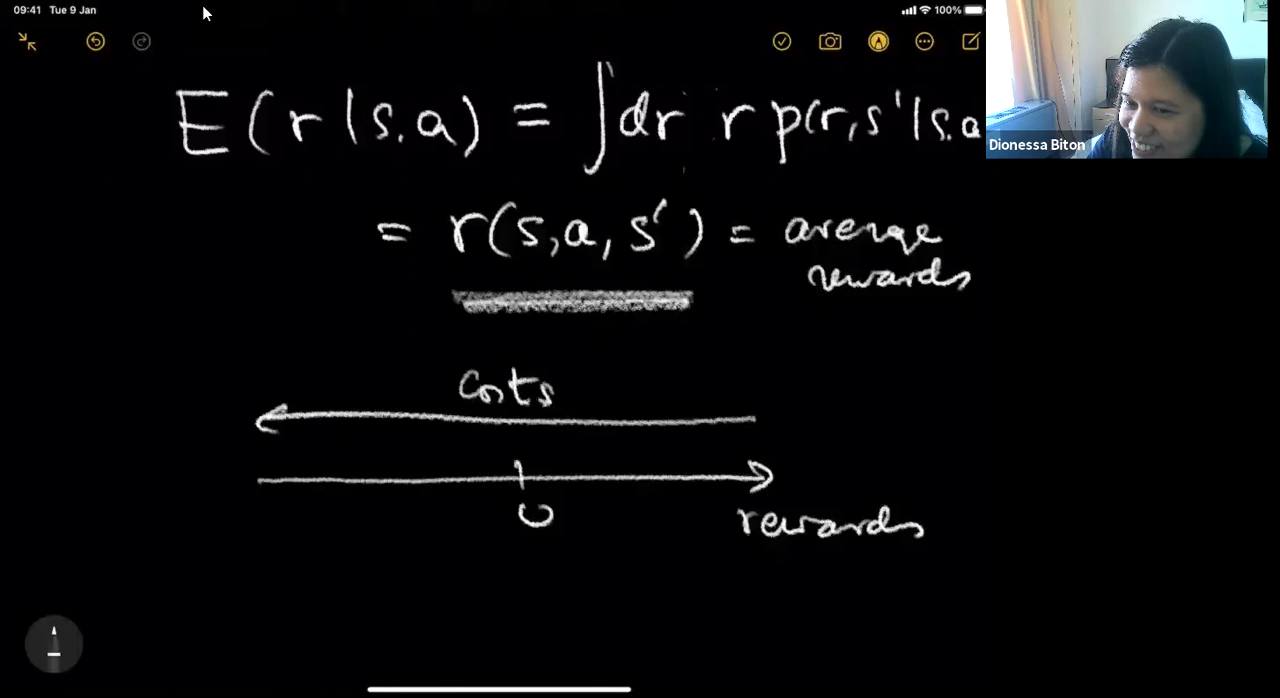 09:41 Tue 9 Jan
100%
E(r|s.a) = ∫dr r p(r,s'|s.a
Dionessa Biton
= r(s,a,s') = average
rewards
costs
0
rewards